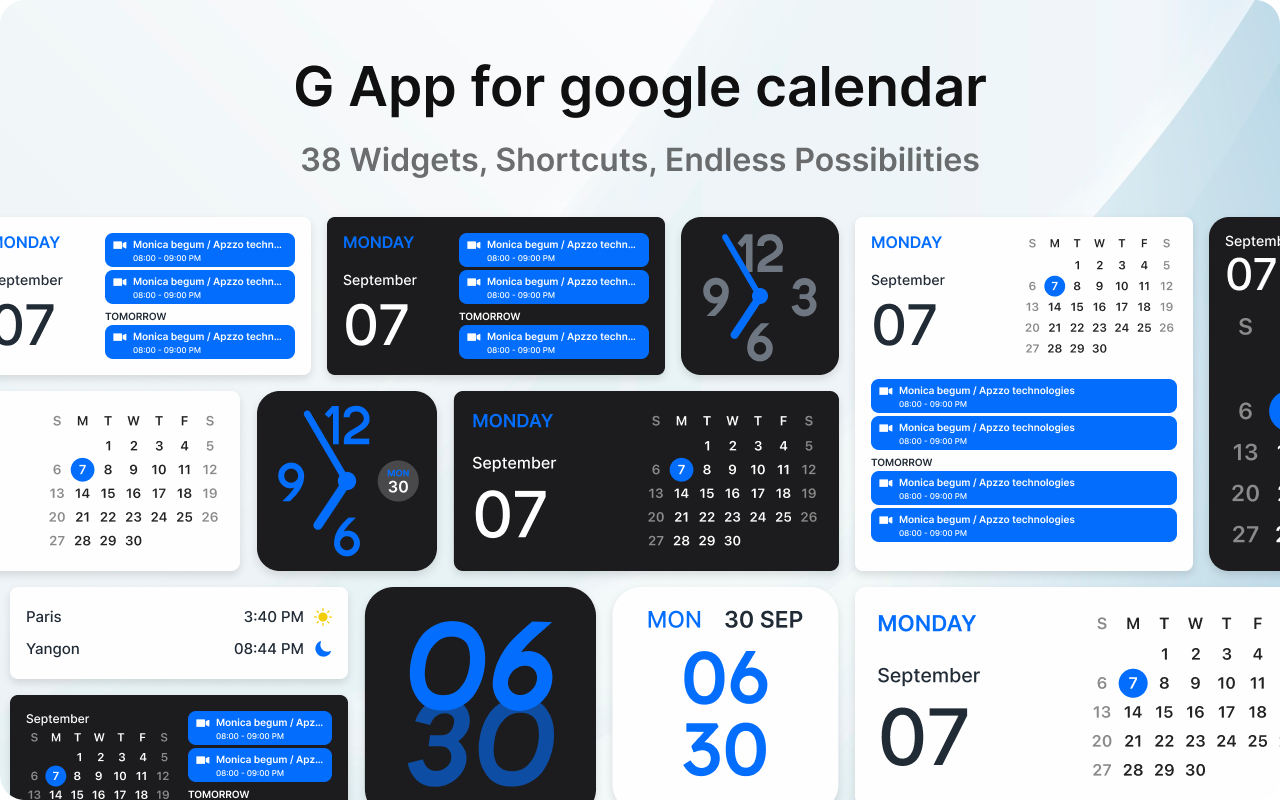 G App for google calendar
38 Widgets, Shortcuts, Endless Possibilities
MONDAY
September
07
Monica begum / Apzzo techn...
08:00 - 09:00 PM
Monica begum / Apzzo techn...
08:00 - 09:00 PM
TOMORROW
Monica begum / Apzzo techn...
08:00 - 09:00 PM
MONDAY
September
07
Monica begum / Apzzo techn...
08:00 - 09:00 PM
Monica begum / Apzzo techn...
08:00 - 09:00 PM
TOMORROW
Monica begum / Apzzo techn...
08:00 - 09:00 PM
12
9 3
6
MONDAY
September
07
S M T W T F S
1 2 3 4 5
6 7 8 9 10 11 12
13 14 15 16 17 18 19
20 21 22 23 24 25 26
27 28 29 30
Monica begum / Apzzo technologies
08:00 - 09:00 PM
Monica begum / Apzzo technologies
08:00 - 09:00 PM
TOMORROW
Monica begum / Apzzo technologies
08:00 - 09:00 PM
Monica begum / Apzzo technologies
08:00 - 09:00 PM
Septemb
07
S
6
13
20
27
S M T W T F S
1 2 3 4 5
6 7 8 9 10 11 12
13 14 15 16 17 18 19
20 21 22 23 24 25 26
27 28 29 30
12
9
MON
30
6
MONDAY
September
07
S M T W T F S
1 2 3 4 5
6 7 8 9 10 11 12
13 14 15 16 17 18 19
20 21 22 23 24 25 26
27 28 29 30
Paris 3:40 PM
Yangon 08:44 PM
September
S M T W T F S
1 2 3 4 5
6 7 8 9 10 11 12
13 14 15 16 17 18 19
Monica begum / Apz...
08:00 - 09:00 PM
Monica begum / Apz...
08:00 - 09:00 PM
TOMORROW
06
30
MON 30 SEP
06
30
MONDAY
September
07
S M T W T F
1 2 3 4
6 7 8 9 10 11
13 14 15 16 17 18
20 21 22 23 24 25
27 28 29 30